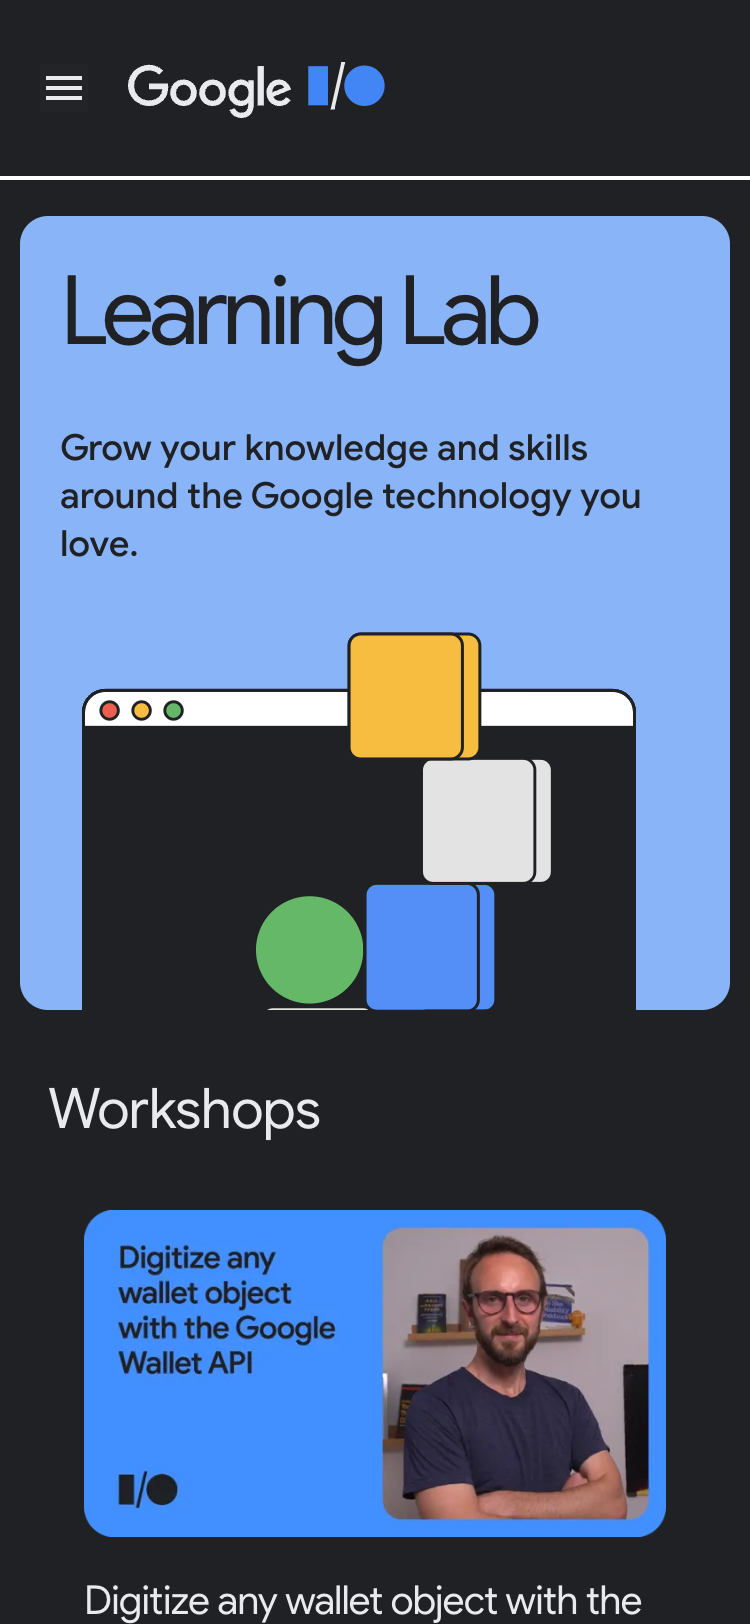 Google I/O
Learning Lab
Grow your knowledge and skills
around the Google technology you
love.
Workshops
Digitize any
wallet object
with the Google
Wallet API
I/O
Digitize any wallet object with the